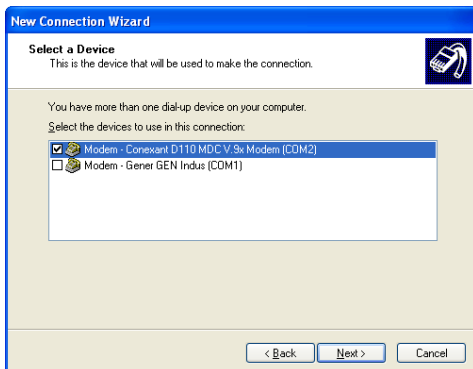 New Connection Wizard
Select a Device
This is the device that will be used to make the connection.
You have more than one dial-up device on your computer.
Select the devices to use in this connection:
Modem - Conexant D110 MDC V.9x Modem (COM2)
Modem - Gener GEN Indus (COM1)
< Back Next > Cancel